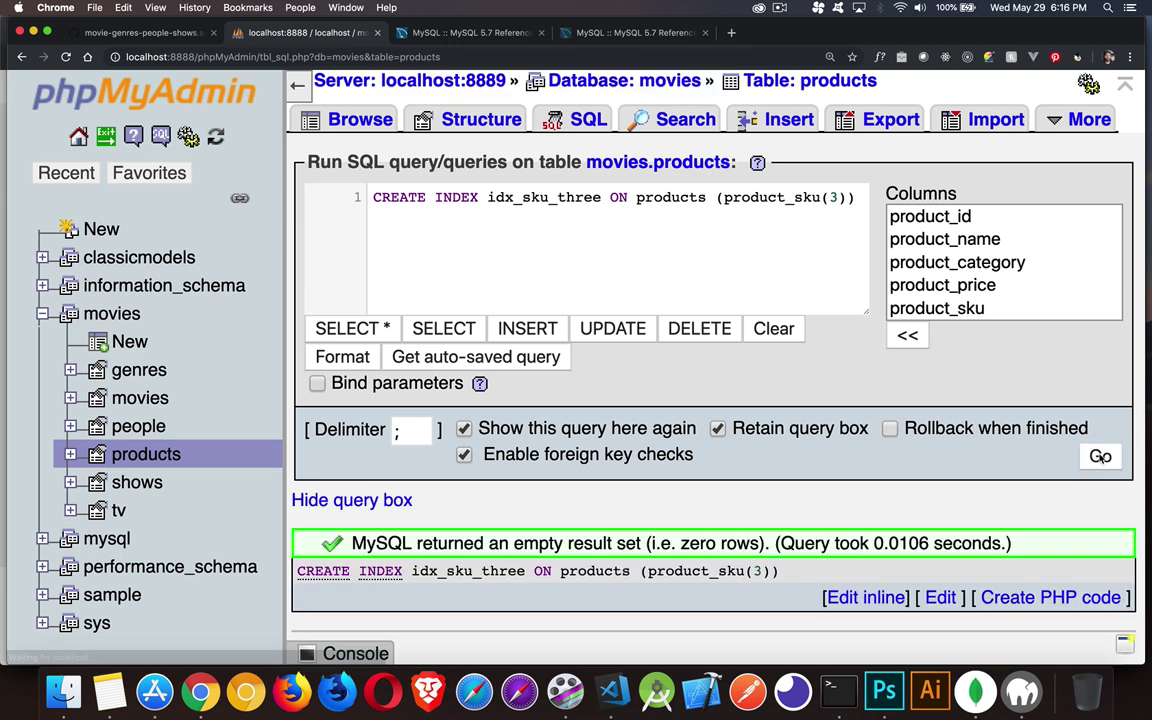 Chrome File Edit View History Bookmarks People Window Help 100% Wed May 29 6:16 PM
movie-genres-people-shows.s localhost:8888 / localhost / mo MySQL :: MySQL 5.7 Referenc MySQL :: MySQL 5.7 Referenc
localhost:8888/phpMyAdmin/tbl_sql.php?db=movies&table=products
phpMyAdmin
Recent Favorites
New
classicmodels
information_schema
movies
New
genres
movies
people
products
shows
tv
mysql
performance_schema
sample
sys
Waiting for localhost...
Server: localhost:8889 » Database: movies » Table: products
Browse Structure SQL Search Insert Export Import More
Run SQL query/queries on table movies.products:
1 CREATE INDEX idx_sku_three ON products (product_sku(3))
Columns
product_id
product_name
product_category
product_price
product_sku
<<
SELECT * SELECT INSERT UPDATE DELETE Clear
Format Get auto-saved query
Bind parameters
[ Delimiter ; ] Show this query here again Retain query box Rollback when finished
Enable foreign key checks
Go
Hide query box
MySQL returned an empty result set (i.e. zero rows). (Query took 0.0106 seconds.)
CREATE INDEX idx_sku_three ON products (product_sku(3))
[Edit inline] [ Edit ] [ Create PHP code ]
Console
Ps Ai